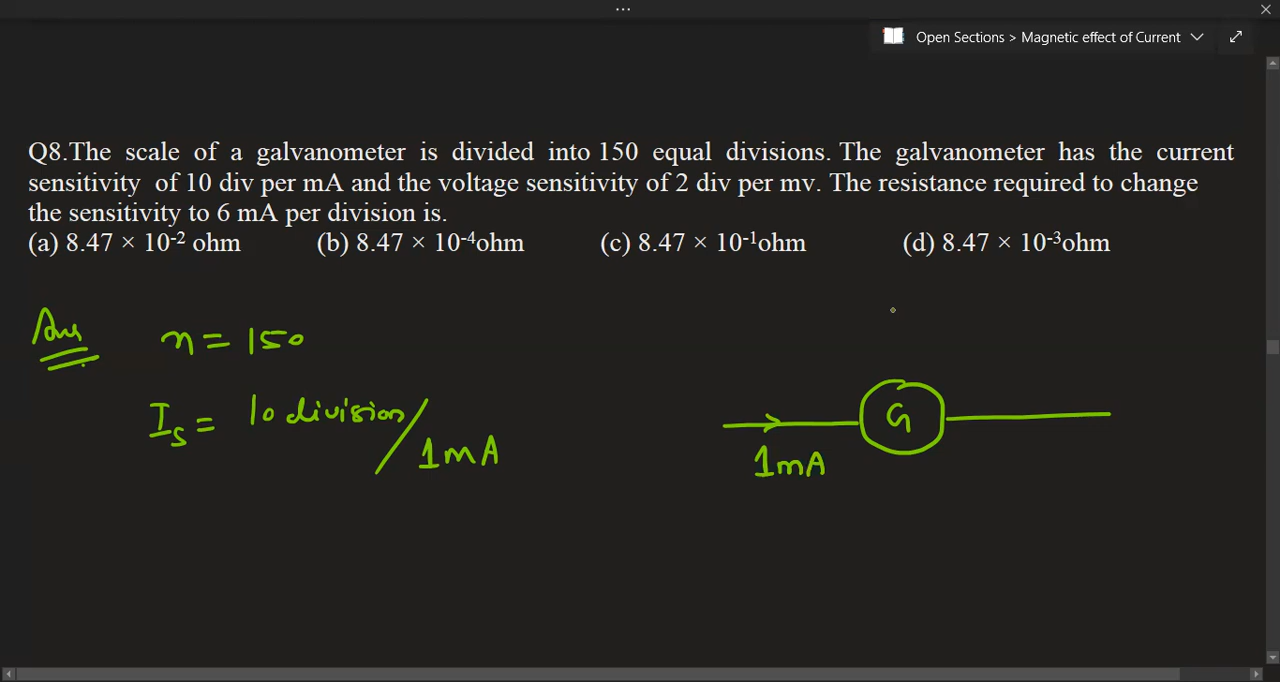 Open Sections > Magnetic effect of Current
Q8.The scale of a galvanometer is divided into 150 equal divisions. The galvanometer has the current
sensitivity of 10 div per mA and the voltage sensitivity of 2 div per mv. The resistance required to change
the sensitivity to 6 mA per division is.
(a) 8.47 × 10⁻² ohm (b) 8.47 × 10⁻⁴ohm (c) 8.47 × 10⁻¹ohm (d) 8.47 × 10⁻³ohm
Ans n = 150
I_s = 10 division / 1mA
G
1mA